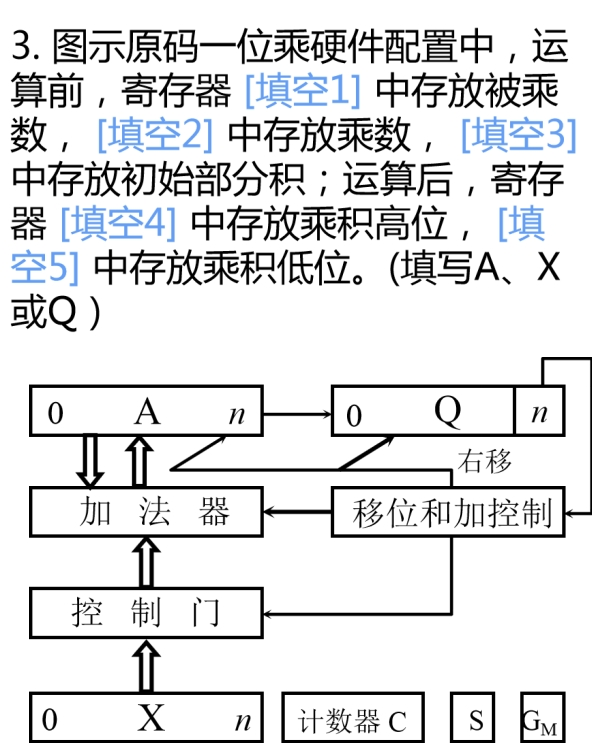 3. 图示原码一位乘硬件配置中，运
算前，寄存器 [填空1] 中存放被乘
数， [填空2] 中存放乘数， [填空3]
中存放初始部分积；运算后，寄存
器 [填空4] 中存放乘积高位， [填
空5] 中存放乘积低位。(填写A、X
或Q )
0 A n 0 Q n
右移
加 法 器 移位和加控制
控 制 门
0 X n 计数器 C S GM